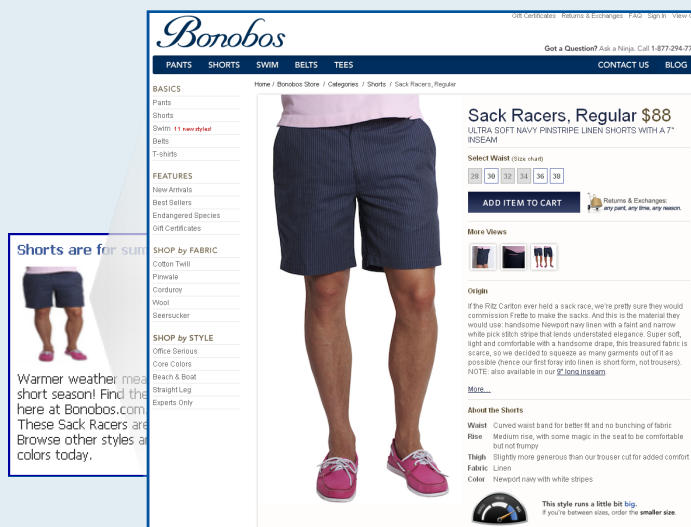 Bonobos
Gift Certificates Returns & Exchanges FAQ Sign In View
Got a Question? Ask a Ninja. Call 1-877-294-77
PANTS SHORTS SWIM BELTS TEES CONTACT US BLOG
Home / Bonobos Store / Categories / Shorts / Sack Racers, Regular
BASICS
Pants
Shorts
Swim 11 new styles!
Belts
T-shirts
FEATURES
New Arrivals
Best Sellers
Endangered Species
Gift Certificates
SHOP by FABRIC
Cotton Twill
Pinwale
Corduroy
Wool
Seersucker
SHOP by STYLE
Office Serious
Core Colors
Beach & Boat
Straight Leg
Experts Only
Sack Racers, Regular $88
ULTRA SOFT NAVY PINSTRIPE LINEN SHORTS WITH A 7"
INSEAM
Select Waist (Size chart)
28 30 32 34 36 38
ADD ITEM TO CART
Returns & Exchanges:
any pant, any time, any reason.
More Views
Origin
If the Ritz Carlton ever held a sack race, we're pretty sure they would
commission Frette to make the sacks. And this is the material they
would use: handsome Newport navy linen with a faint and narrow
white pick stitch stripe that lends understated elegance. Super soft,
light and comfortable with a handsome drape, this treasured fabric is
scarce, so we decided to squeeze as many garments out of it as
possible (hence our first foray into linen is short form, not trousers).
NOTE: also available in our 9" long inseam.
More...
About the Shorts
Waist Curved waist band for better fit and no bunching of fabric
Rise Medium rise, with some magic in the seat to be comfortable
but not frumpy
Thigh Slightly more generous than our trouser cut for added comfort
Fabric Linen
Color Newport navy with white stripes
This style runs a little bit big.
If you're between sizes, order the smaller size.
Shorts are for sum
Warmer weather mea
short season! Find the
here at Bonobos.com.
These Sack Racers are
Browse other styles a
colors today.